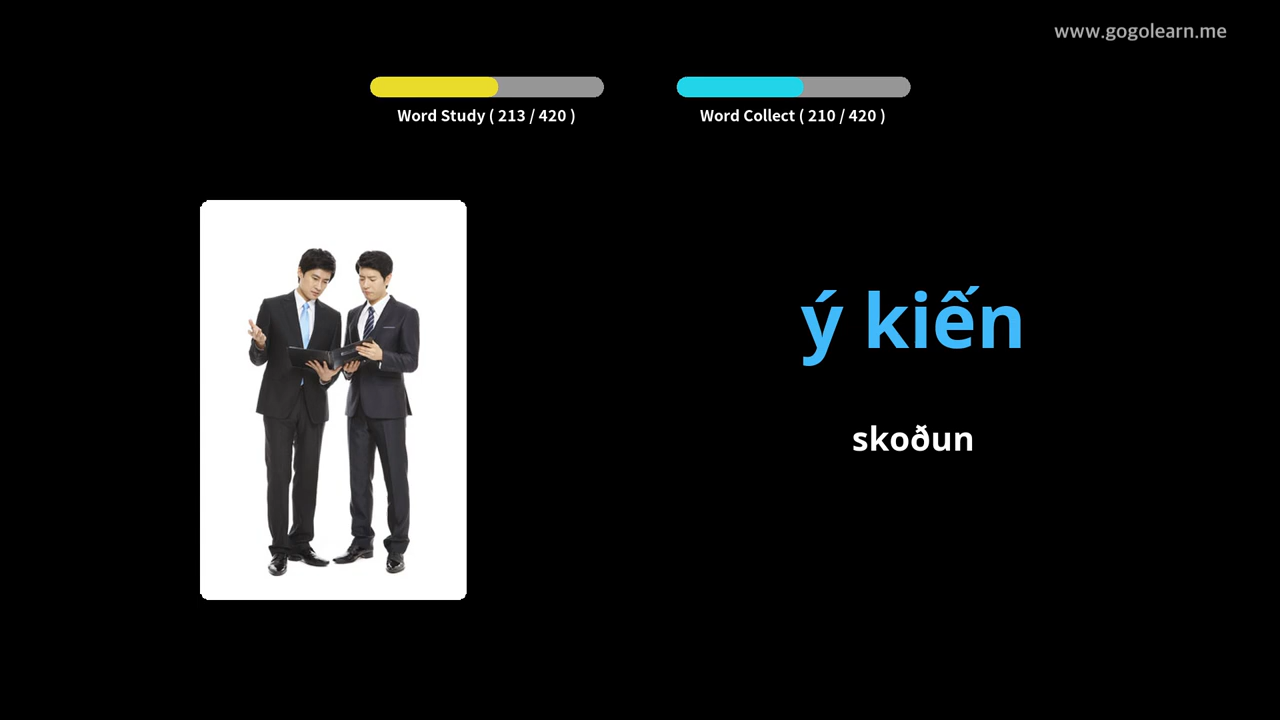 www.gogolearn.me
Word Study ( 213 / 420 )
Word Collect ( 210 / 420 )
ý kiến
skoðun